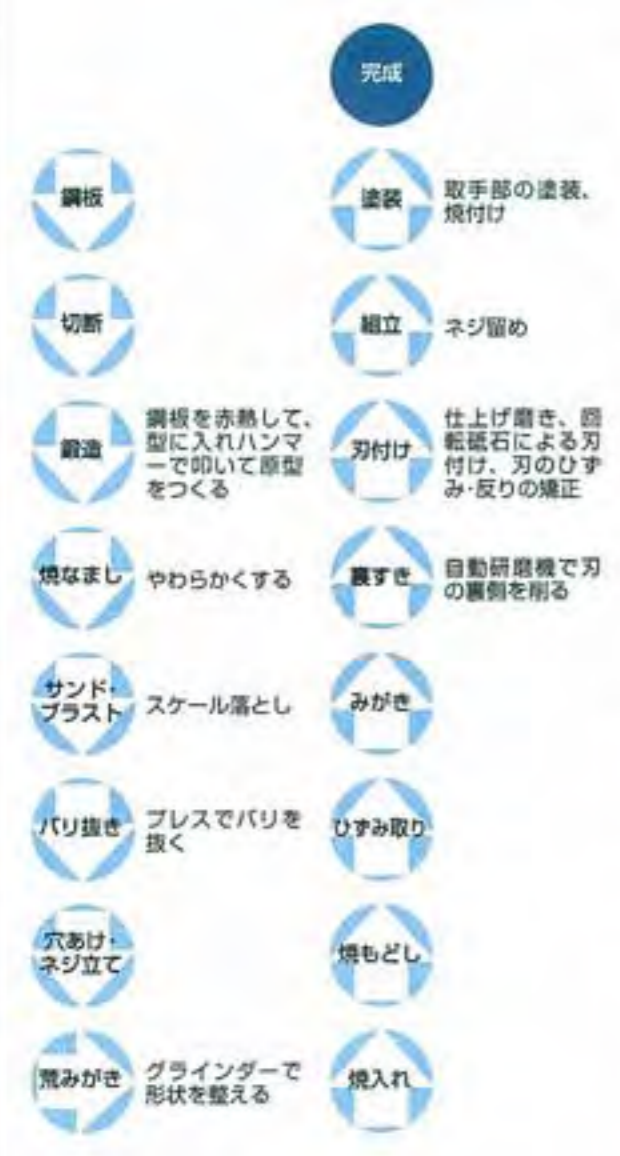 鋼板
切断
鍛造
鋼板を赤熱して、
型に入れハンマ
ーで叩いて原型
をつくる
焼なまし
やわらかくする
サンド・
ブラスト
スケール落とし
バリ抜き
プレスでバリを
抜く
穴あけ・
ネジ立て
荒みがき
グラインダーで
形状を整える
焼入れ
焼もどし
ひずみ取り
みがき
裏すき
自動研磨機で刃
の裏側を削る
刃付け
仕上げ磨き、回
転砥石による刃
付け、刃のひず
み・反りの矯正
組立
ネジ留め
塗装
取手部の塗装、
焼付け
完成